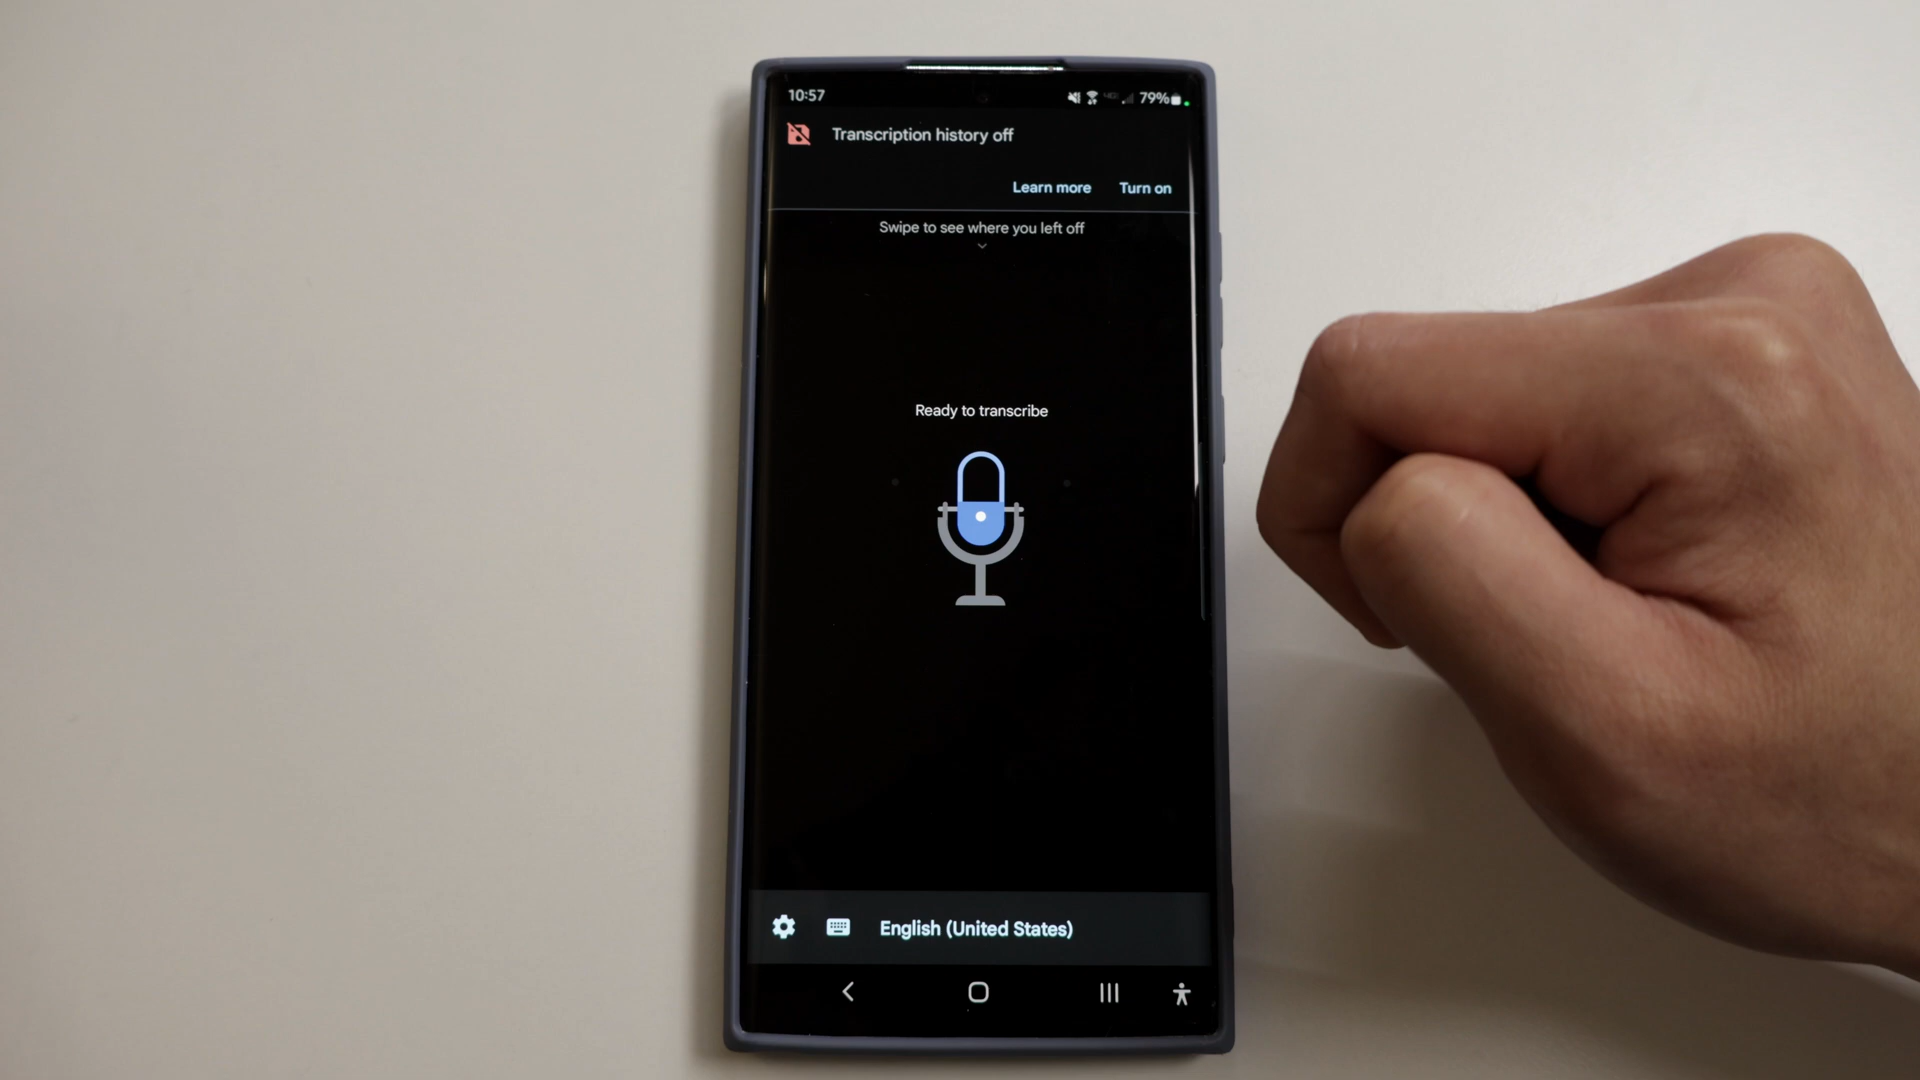 10:57
79%
Transcription history off
Learn more Turn on
Swipe to see where you left off
Ready to transcribe
English (United States)